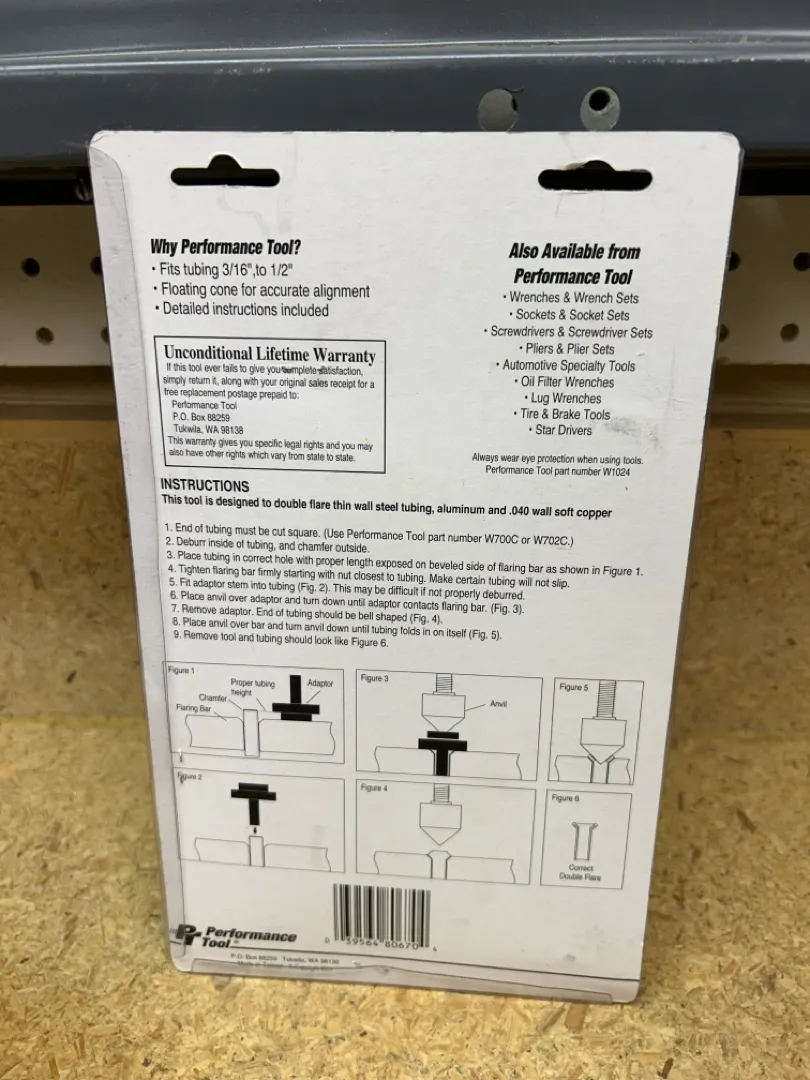 Why Performance Tool?
• Fits tubing 3/16",to 1/2"
• Floating cone for accurate alignment
• Detailed instructions included
Unconditional Lifetime Warranty
If this tool ever fails to give you complete satisfaction,
simply return it, along with your original sales receipt for a
free replacement postage prepaid to:
Performance Tool
P.O. Box 88259
Tukwila, WA 98138
This warranty gives you specific legal rights and you may
also have other rights which vary from state to state.
Also Available from
Performance Tool
• Wrenches & Wrench Sets
• Sockets & Socket Sets
• Screwdrivers & Screwdriver Sets
• Pliers & Plier Sets
• Automotive Specialty Tools
• Oil Filter Wrenches
• Lug Wrenches
• Tire & Brake Tools
• Star Drivers
Always wear eye protection when using tools.
Performance Tool part number W1024
INSTRUCTIONS
This tool is designed to double flare thin wall steel tubing, aluminum and .040 wall soft copper
1. End of tubing must be cut square. (Use Performance Tool part number W700C or W702C.)
2. Deburr inside of tubing, and chamfer outside.
3. Place tubing in correct hole with proper length exposed on beveled side of flaring bar as shown in Figure 1.
4. Tighten flaring bar firmly starting with nut closest to tubing. Make certain tubing will not slip.
5. Fit adaptor stem into tubing (Fig. 2). This may be difficult if not properly deburred.
6. Place anvil over adaptor and turn down until adaptor contacts flaring bar. (Fig. 3).
7. Remove adaptor. End of tubing should be bell shaped (Fig. 4).
8. Place anvil over bar and turn anvil down until tubing folds in on itself (Fig. 5).
9. Remove tool and tubing should look like Figure 6.
Figure 1
Proper tubing
height
Adaptor
Chamfer
Flaring Bar
Figure 2
Figure 3
Anvil
Figure 4
Figure 5
Figure 6
Correct
Double Flare
0 39564 80670 4
PT Performance
Tool®
P.O. Box 88259 Tukwila, WA 98138